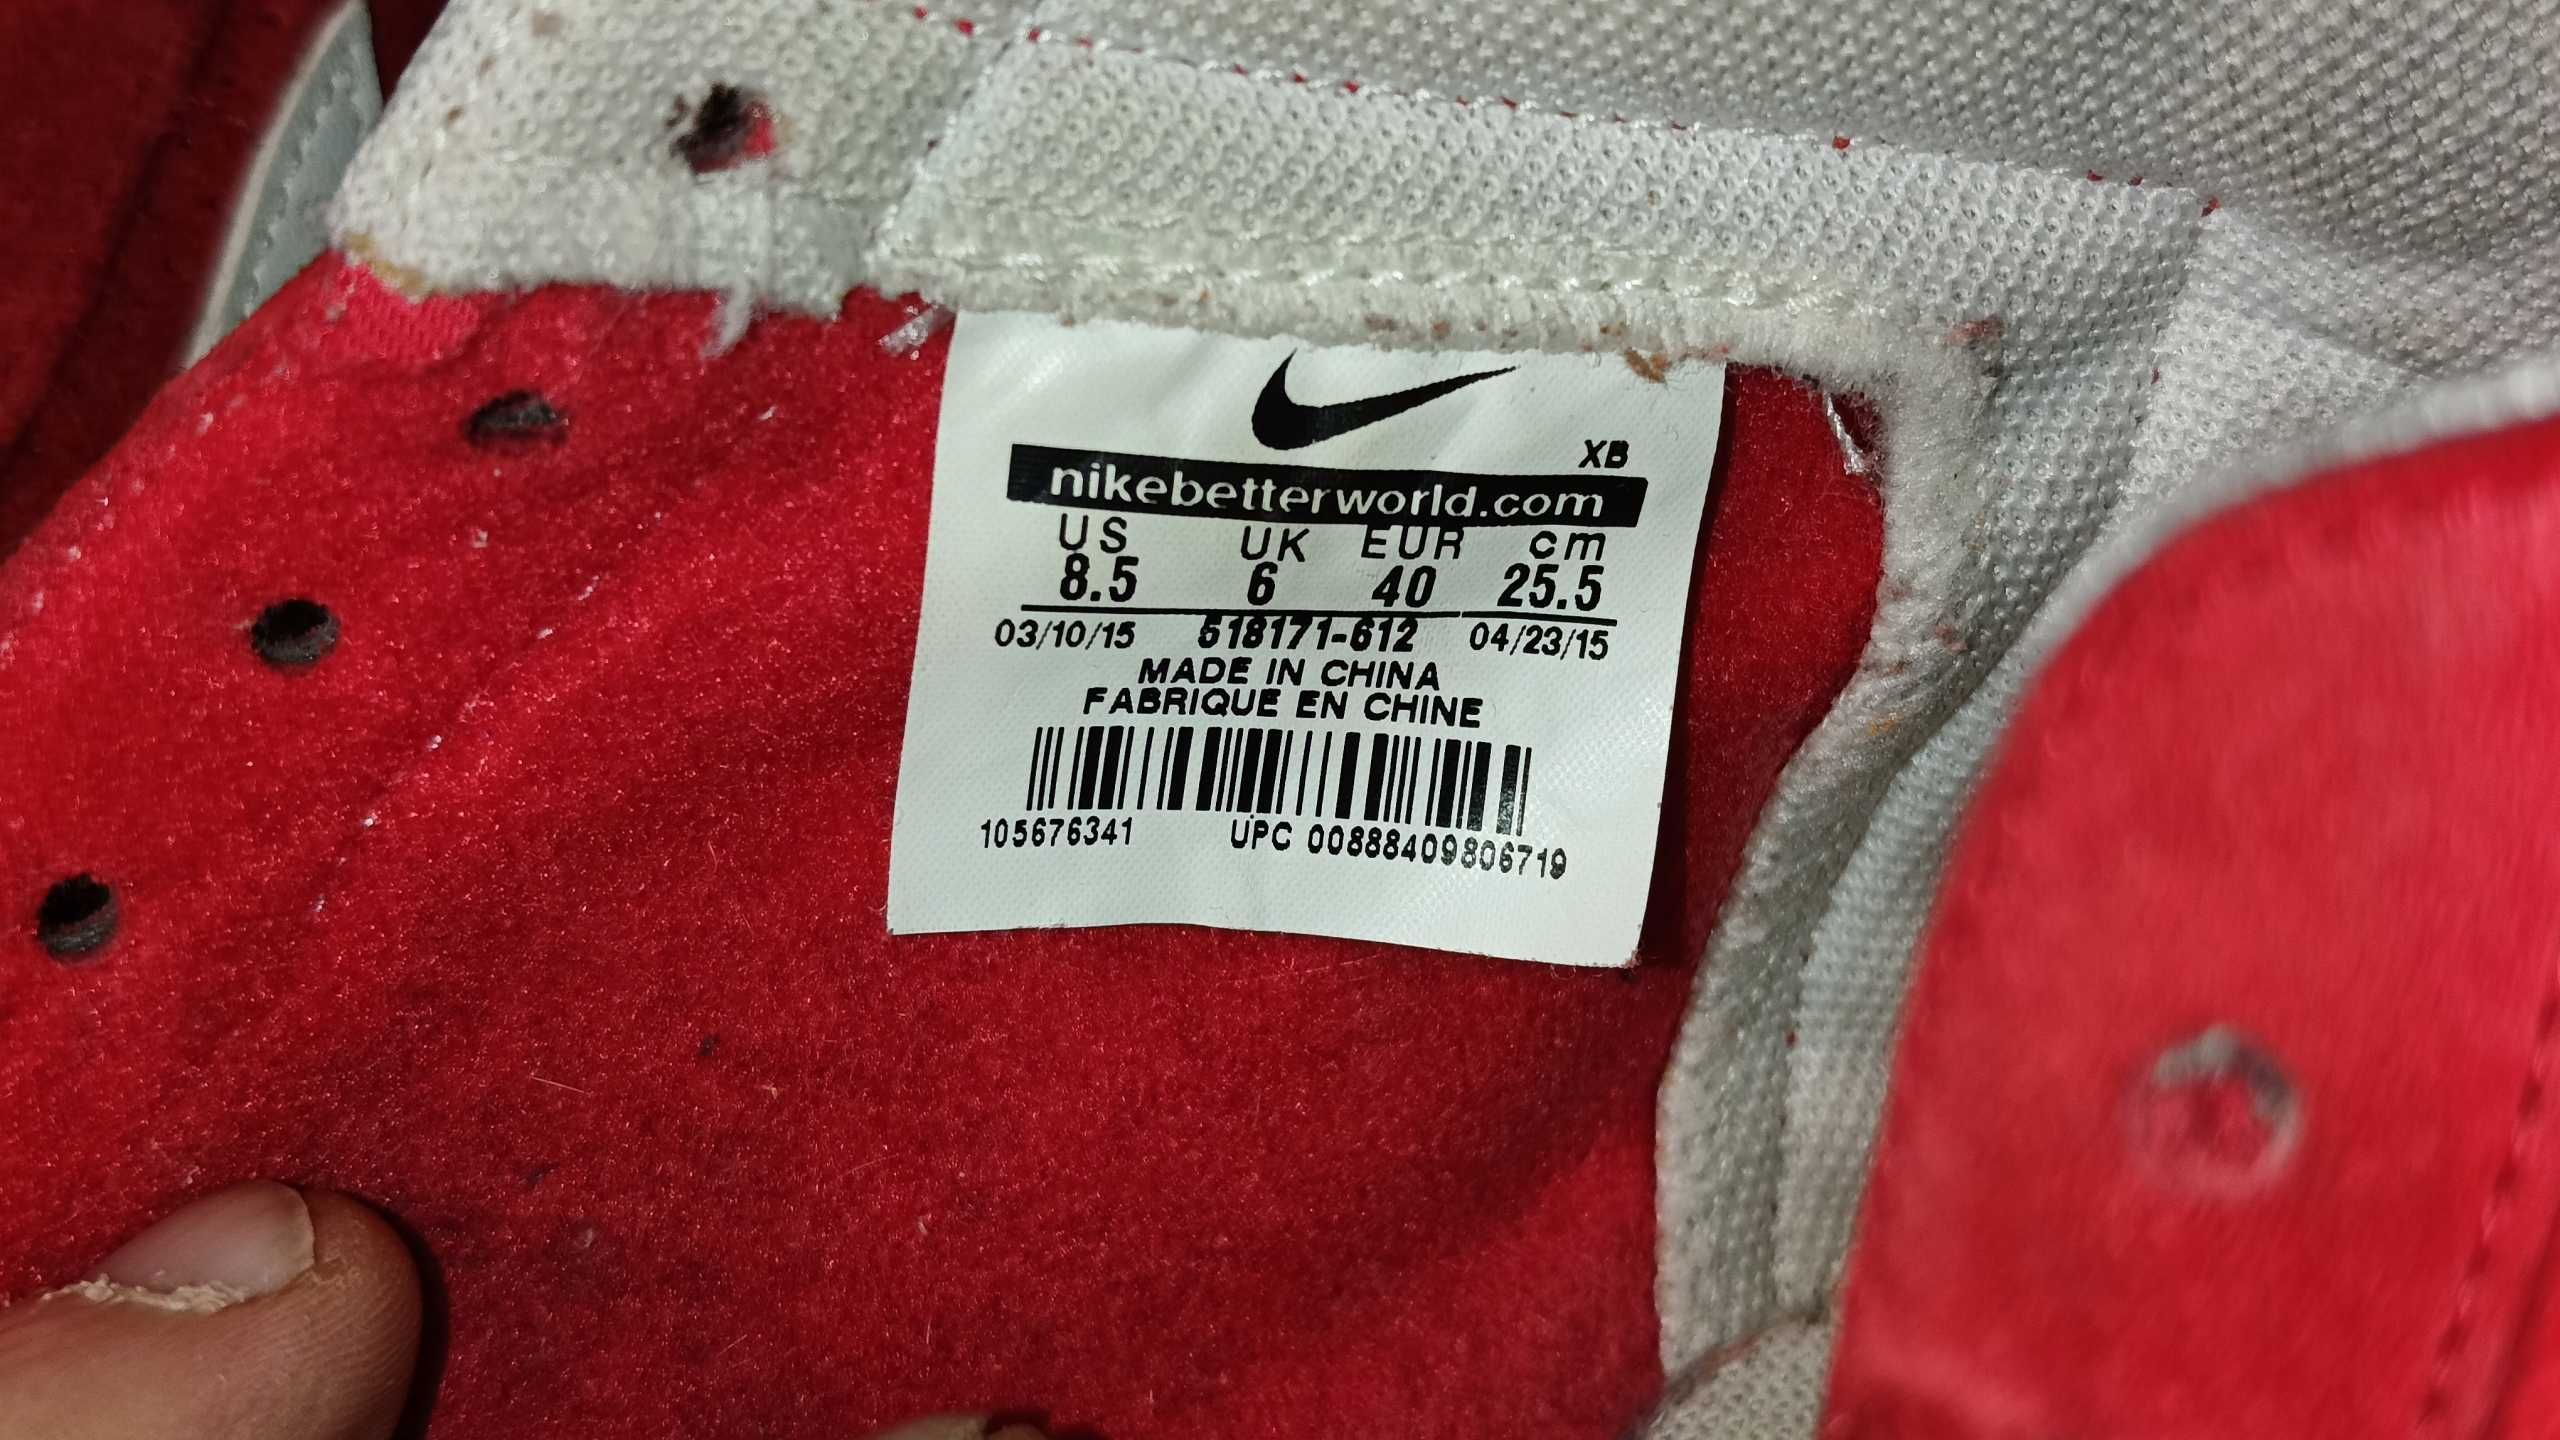 XB
nikebetterworld.com
US UK EUR cm
8.5 6 40 25.5
03/10/15 518171-612 04/23/15
MADE IN CHINA
FABRIQUE EN CHINE
105676341 UPC 00888409806719